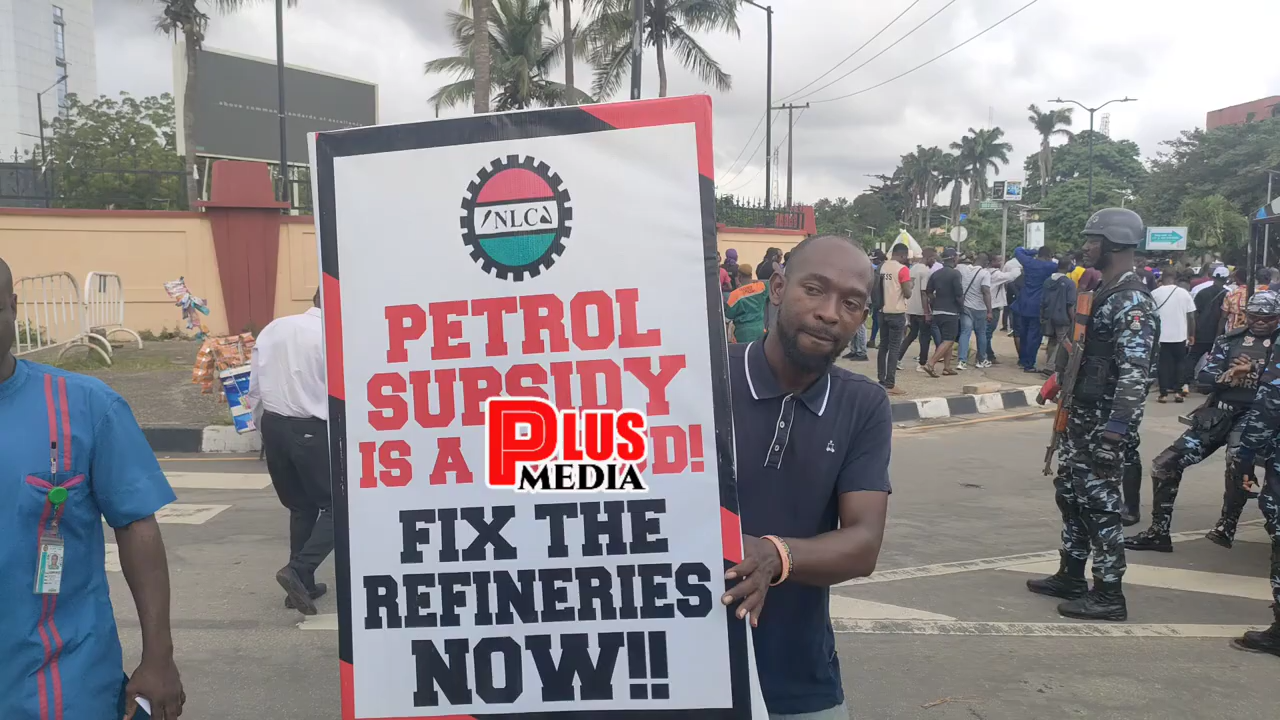 NLC
PETROL
SUBSIDY
IS A
FIX THE
REFINERIES
NOW!!
PLUS
MEDIA